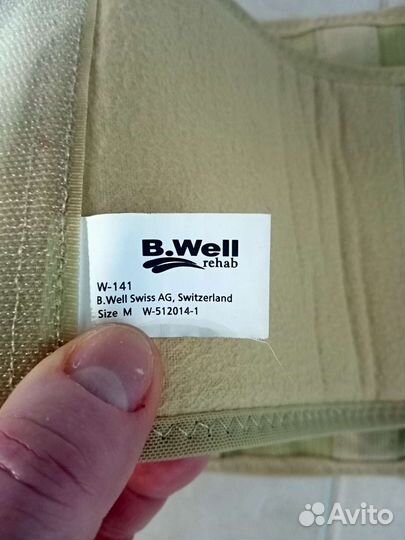 B.Well
rehab
W-141
B.Well Swiss AG, Switzerland
Size M W-512014-1
Avito